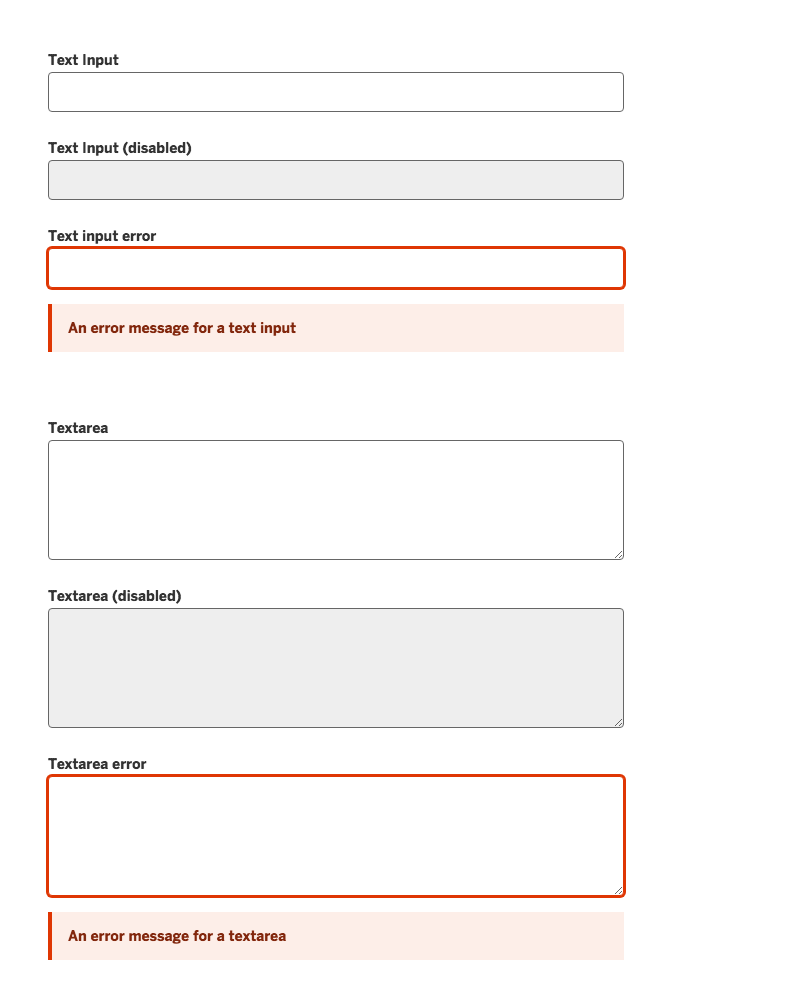 Text Input
Text Input (disabled)
Text input error
An error message for a text input
Textarea
Textarea (disabled)
Textarea error
An error message for a textarea